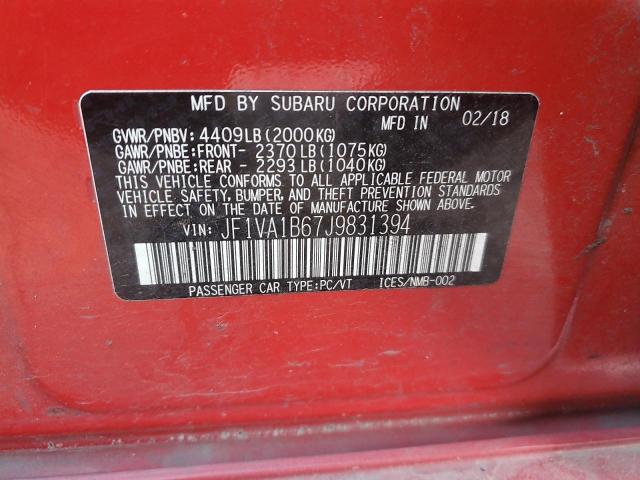 MFD BY SUBARU CORPORATION
MFD IN 02/18
GVWR/PNBV: 4409LB(2000KG)
GAWR/PNBE:FRONT- 2370LB(1075KG)
GAWR/PNBE:REAR - 2293LB(1040KG)
THIS VEHICLE CONFORMS TO ALL APPLICABLE FEDERAL MOTOR
VEHICLE SAFETY, BUMPER, AND THEFT PREVENTION STANDARDS
IN EFFECT ON THE DATE OF MANUFACTURE SHOWN ABOVE.
VIN: JF1VA1B67J9831394
PASSENGER CAR TYPE:PC/VT ICES/NMB-002